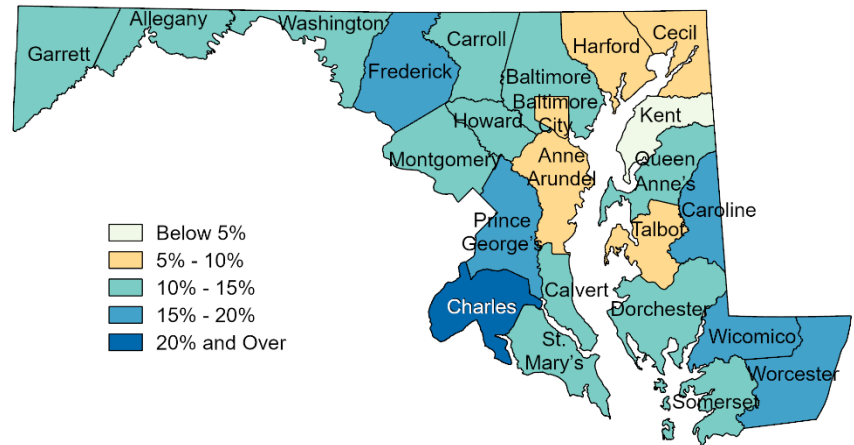 Garrett
Allegany
Washington
Frederick
Carroll
Baltimore
Baltimore
City
Harford
Cecil
Howard
Montgomery
Anne
Arundel
Kent
Queen
Anne's
Caroline
Talbot
Prince
George's
Charles
Calvert
St.
Mary's
Dorchester
Wicomico
Worcester
Somerset
Below 5%
5% - 10%
10% - 15%
15% - 20%
20% and Over